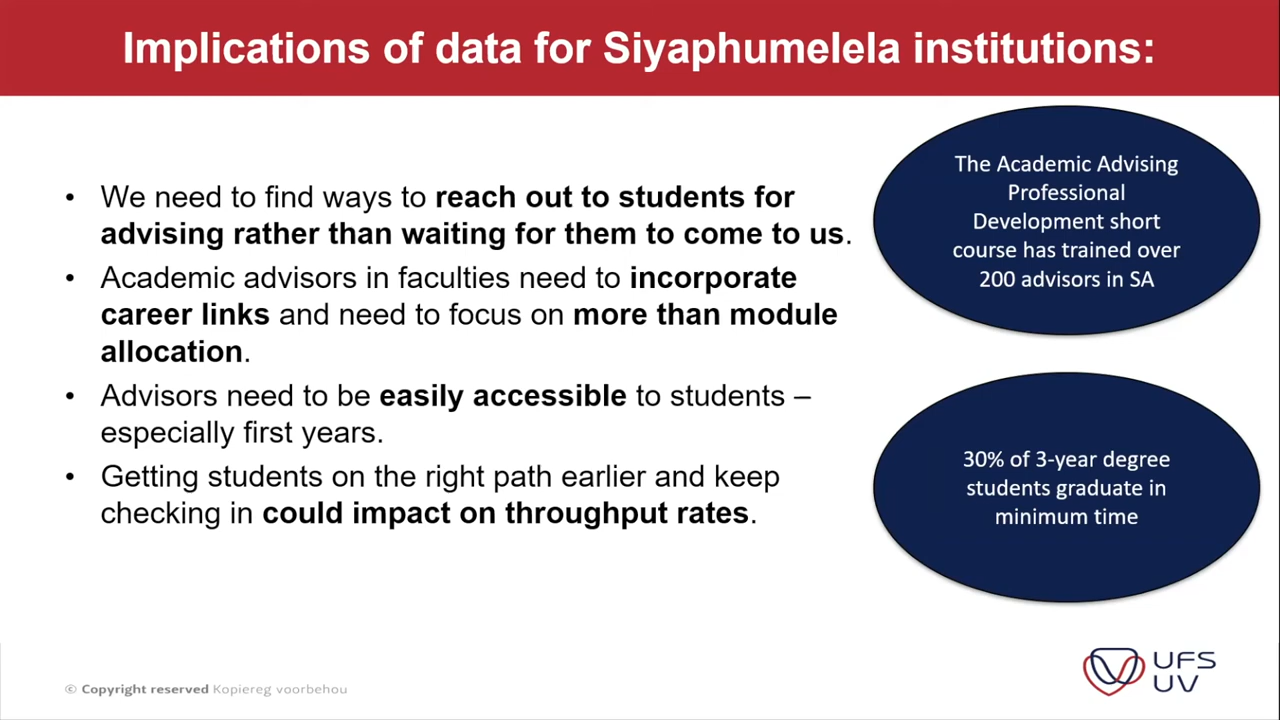 Implications of data for Siyaphumelela institutions:
• We need to find ways to reach out to students for
advising rather than waiting for them to come to us.
• Academic advisors in faculties need to incorporate
career links and need to focus on more than module
allocation.
• Advisors need to be easily accessible to students –
especially first years.
• Getting students on the right path earlier and keep
checking in could impact on throughput rates.
The Academic Advising
Professional
Development short
course has trained over
200 advisors in SA
30% of 3-year degree
students graduate in
minimum time
© Copyright reserved Kopiereg voorbehou
UFS
UV